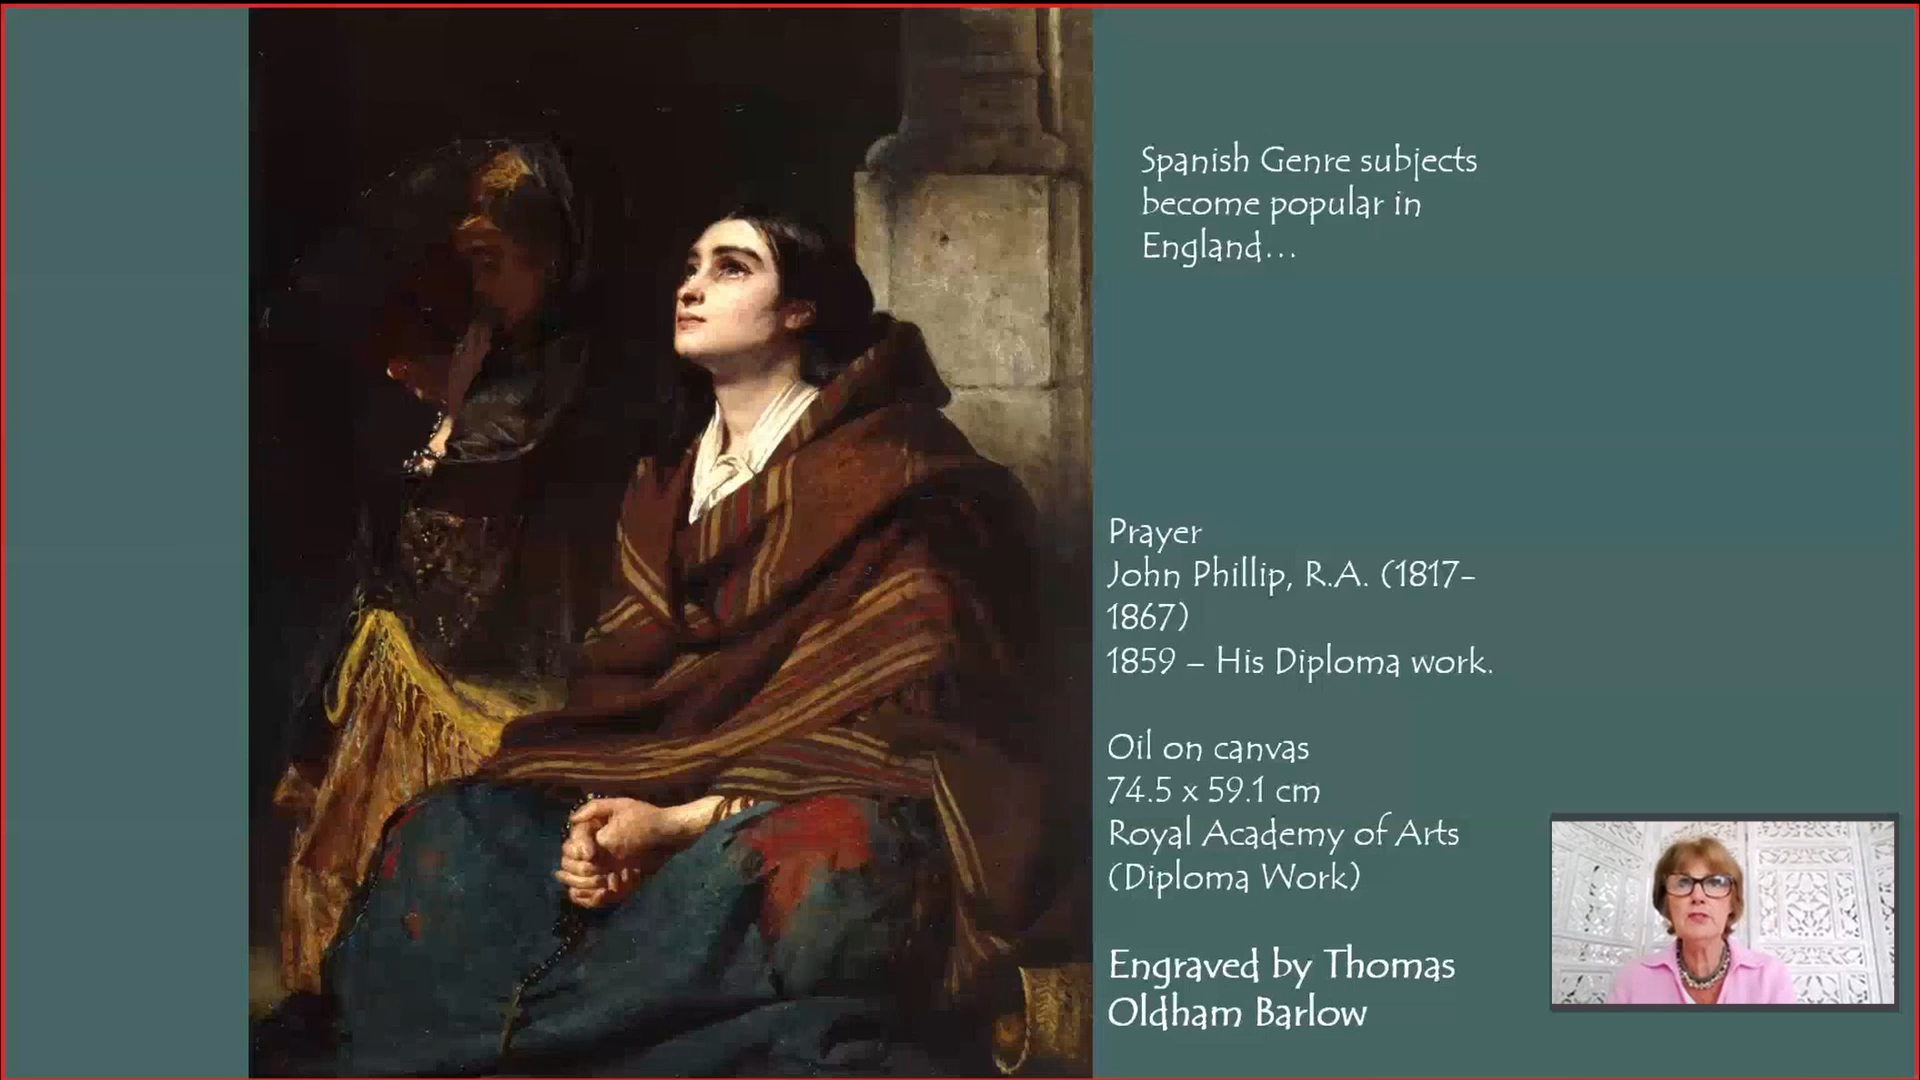 Spanish Genre subjects
become popular in
England...
Prayer
John Phillip, R.A. (1817-
1867)
1859 – His Diploma work.
Oil on canvas
74.5 x 59.1 cm
Royal Academy of Arts
(Diploma Work)
Engraved by Thomas
Oldham Barlow